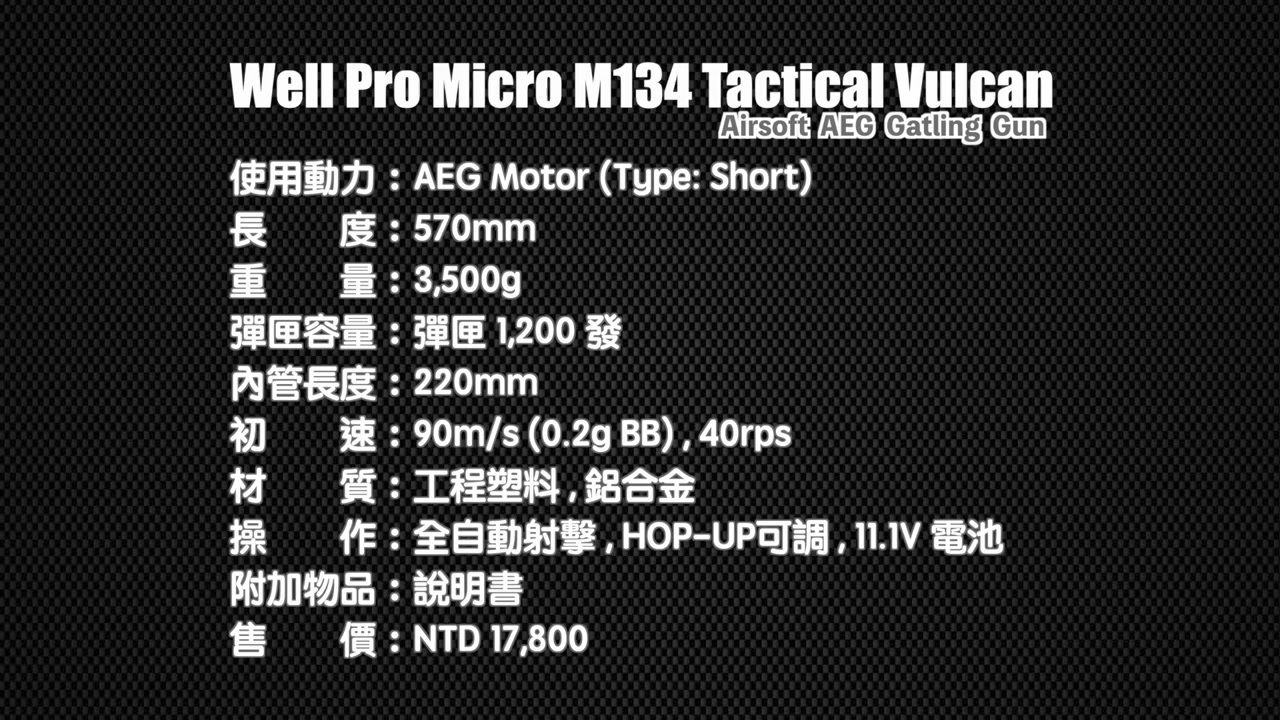 Well Pro Micro M134 Tactical Vulcan
Airsoft AEG Gatling Gun
使用動力：AEG Motor (Type: Short)
長度：570mm
重量：3,500g
彈匣容量：彈匣 1,200 發
內管長度：220mm
初速：90m/s (0.2g BB) , 40rps
材質：工程塑料 , 鋁合金
操作：全自動射擊 , HOP-UP可調 , 11.1V 電池
附加物品：說明書
售價：NTD 17,800